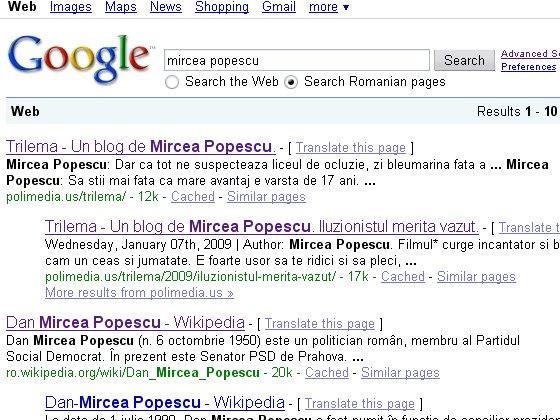 Web Images Maps News Shopping Gmail more ▼
Google™ mircea popescu Search Advanced Se
Preferences
Search the Web Search Romanian pages
Web Results 1 - 10
Trilema - Un blog de Mircea Popescu. - [ Translate this page ]
Mircea Popescu: Dar ca tot ne suspecteaza liceul de ocluzie, zi bleumarina fata a ... Mircea
Popescu: Sa stii mai fata ca mare avantaj e varsta de 17 ani. ...
polimedia.us/trilema/ - 12k - Cached - Similar pages
Trilema - Un blog de Mircea Popescu. Iluzionistul merita vazut. - [ Translate t
Wednesday, January 07th, 2009 | Author: Mircea Popescu. Filmul* curge incantator si b
cam un ceas si jumatate. E foarte usor sa te ridici si sa pleci, ...
polimedia.us/trilema/2009/iluzionistul-merita-vazut/ - 17k - Cached - Similar pages
More results from polimedia.us »
Dan Mircea Popescu - Wikipedia - [ Translate this page ]
Dan Mircea Popescu (n. 6 octombrie 1950) este un politician român, membru al Partidul
Social Democrat. În prezent este Senator PSD de Prahova. ...
ro.wikipedia.org/wiki/Dan_Mircea_Popescu - 20k - Cached - Similar pages
Dan-Mircea Popescu - Wikipedia - [ Translate this page ]